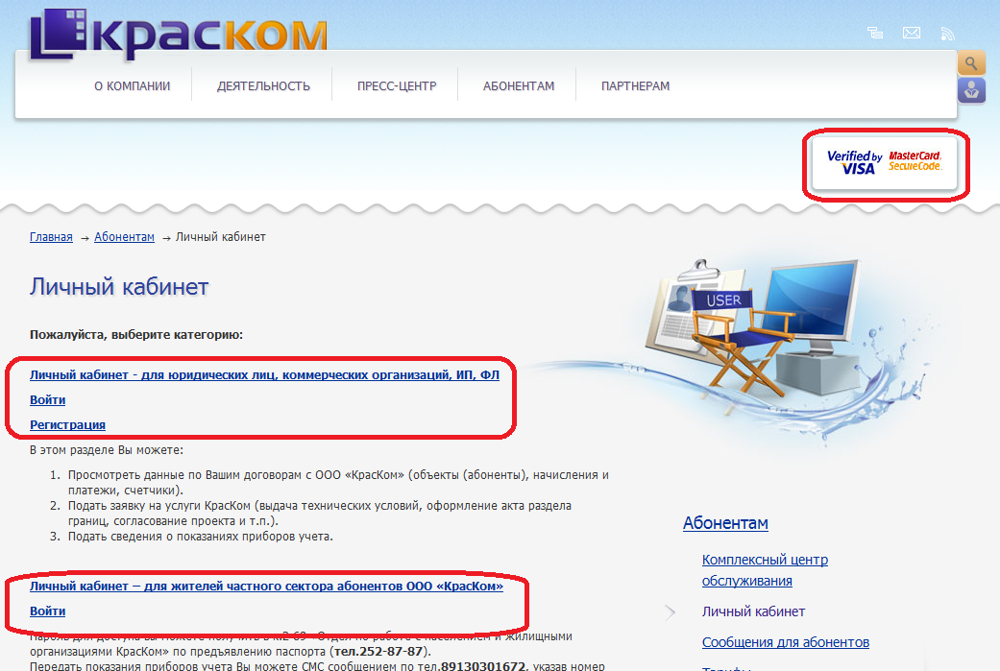 красКОМ
О КОМПАНИИ
ДЕЯТЕЛЬНОСТЬ
ПРЕСС-ЦЕНТР
АБОНЕНТАМ
ПАРТНЕРАМ
Verified by VISA
MasterCard. SecureCode.
Главная → Абонентам → Личный кабинет
Личный кабинет
USER
Пожалуйста, выберите категорию:
Личный кабинет - для юридических лиц, коммерческих организаций, ИП, ФЛ
Войти
Регистрация
В этом разделе Вы можете:
1. Просмотреть данные по Вашим договорам с ООО «КрасКом» (объекты (абоненты), начисления и
платежи, счетчики).
2. Подать заявку на услуги КрасКом (выдача технических условий, оформление акта раздела
границ, согласование проекта и т.п.).
3. Подать сведения о показаниях приборов учета.
Личный кабинет – для жителей частного сектора абонентов ООО «КрасКом»
Войти
Пароль для доступа вы можете получить в к.2-69 «Отдел по работе с населением и жилищными
организациями КрасКом» по предъявлению паспорта (тел.252-87-87).
Передать показания приборов учета Вы можете СМС сообщением по тел.89130301672, указав номер
Абонентам
Комплексный центр
обслуживания
Личный кабинет
Сообщения для абонентов
Тарифы